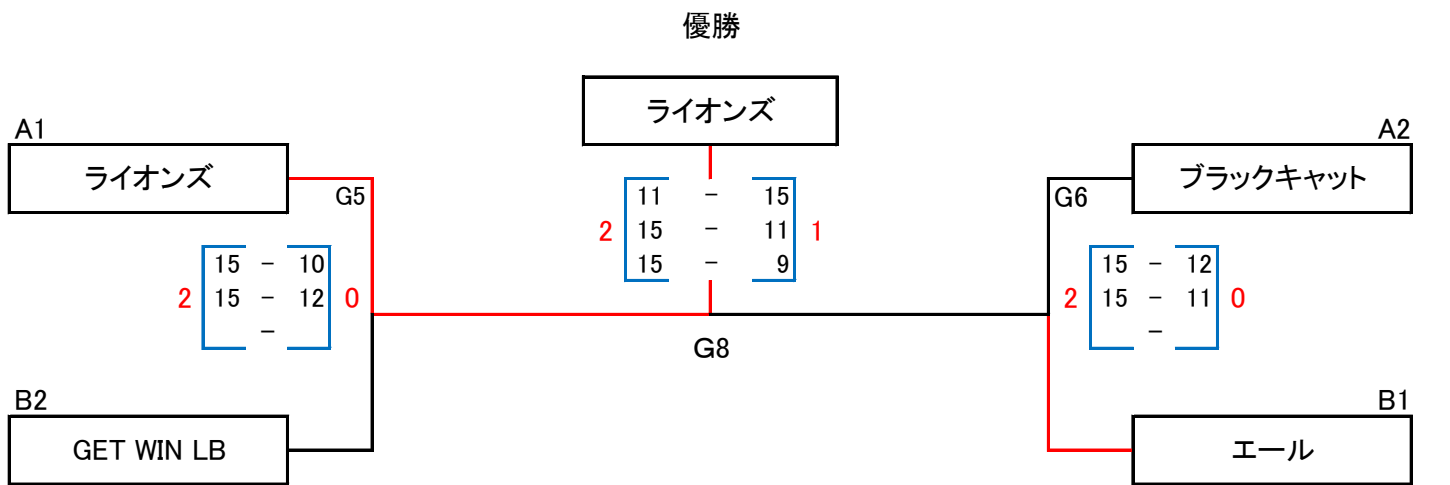 優勝
ライオンズ
A1
ライオンズ
A2
ブラックキャット
G5
11 - 15
2 15 - 11 1
15 - 9
G6
15 - 10
2 15 - 12 0
-
15 - 12
2 15 - 11 0
-
G8
B2
GET WIN LB
B1
エール